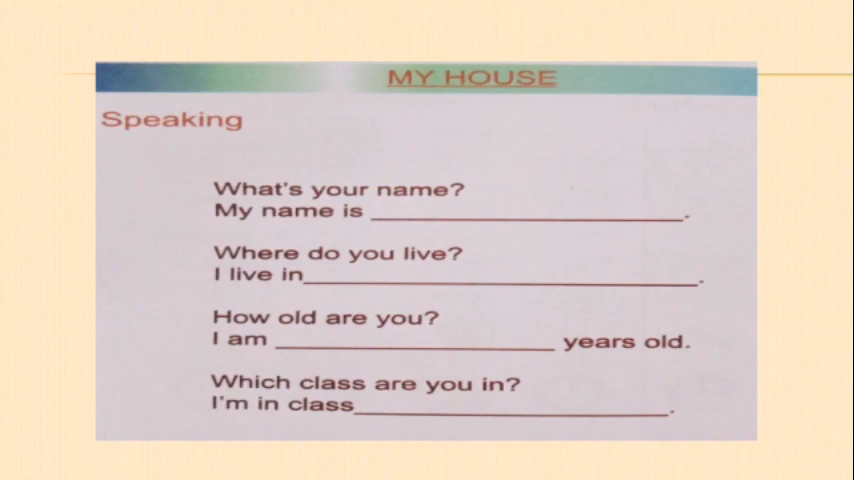 MY HOUSE
Speaking
What's your name?
My name is ______________________.
Where do you live?
I live in____________________________.
How old are you?
I am ____________________ years old.
Which class are you in?
I'm in class______________________.